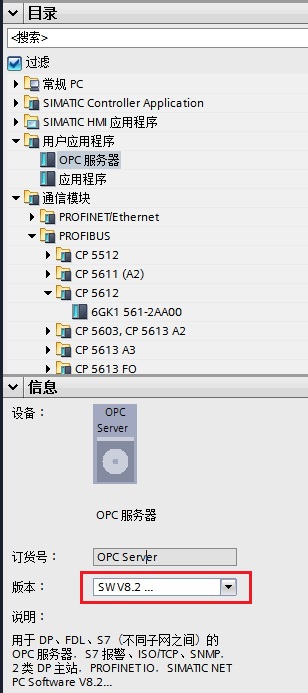 目录
<搜索>
过滤
常规 PC
SIMATIC Controller Application
SIMATIC HMI 应用程序
用户应用程序
OPC 服务器
应用程序
通信模块
PROFINET/Ethernet
PROFIBUS
CP 5512
CP 5611 (A2)
CP 5612
6GK1 561-2AA00
CP 5603, CP 5613 A2
CP 5613 A3
CP 5613 FO
信息
设备：
OPC
Server
OPC 服务器
订货号：
OPC Server
版本：
SW V8.2 ...
说明：
用于 DP、FDL、S7（不同子网之间）的
OPC 服务器．S7 报警、ISO/TCP、SNMP．
2 类 DP 主站．PROFINET IO．SIMATIC NET
PC Software V8.2...